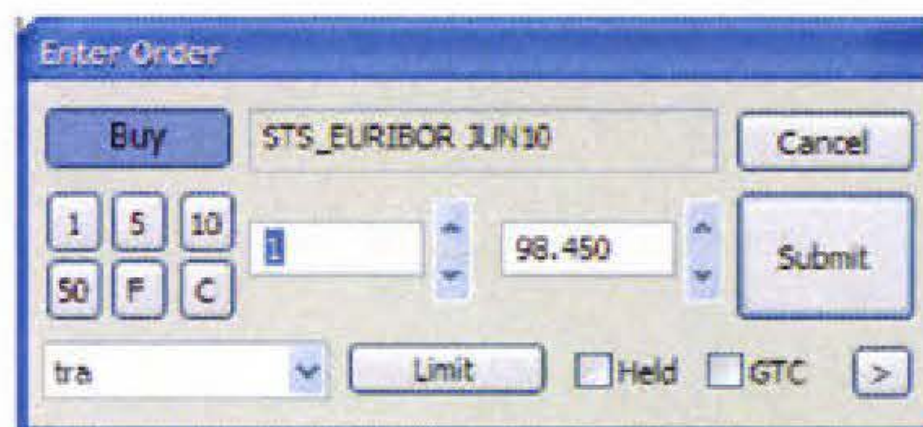 Enter Order
Buy STS_EURIBOR JUN10 Cancel
1 5 10 1 98.450 Submit
50 F C
tra Limit Held GTC >